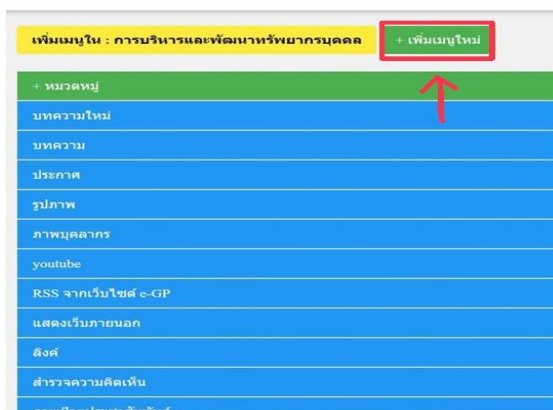 เพิ่มเมนูใน : การบริหารและพัฒนาทรัพยากรบุคคล
+ เพิ่มเมนูใหม่
+ หมวดหมู่
บทความใหม่
บทความ
ประกาศ
รูปภาพ
ภาพบุคลากร
youtube
RSS จากเว็บไซต์ e-GP
แสดงเว็บภายนอก
ลิงค์
สำรวจความคิดเห็น